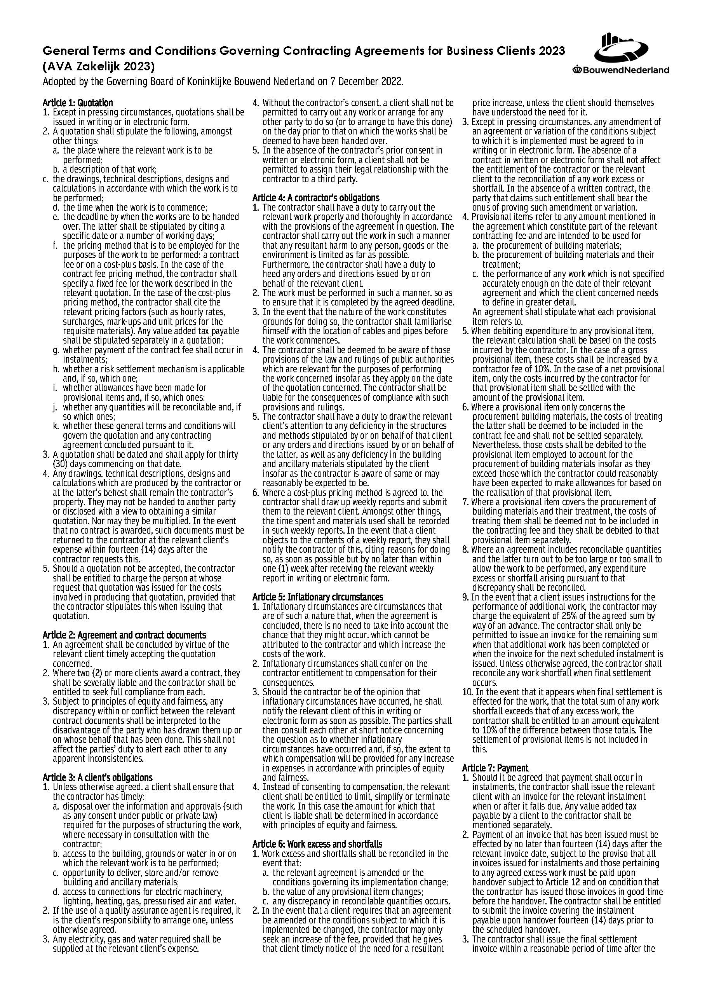 General Terms and Conditions Governing Contracting Agreements for Business Clients 2023
(AVA Zakelijk 2023)
BouwendNederland
Adopted by the Governing Board of Koninklijke Bouwend Nederland on 7 December 2022.
Article 1: Quotation
1. Except in pressing circumstances, quotations shall be
issued in writing or in electronic form.
2. A quotation shall stipulate the following, amongst
other things:
a. the place where the relevant work is to be
performed;
b. a description of that work;
c. the drawings, technical descriptions, designs and
calculations in accordance with which the work is to
be performed;
d. the time when the work is to commence;
e. the deadline by when the works are to be handed
over. The latter shall be stipulated by citing a
specific date or a number of working days;
f. the pricing method that is to be employed for the
purposes of the work to be performed: a contract
fee or on a cost-plus basis. In the case of the
contract fee pricing method, the contractor shall
specify a fixed fee for the work described in the
relevant quotation. In the case of the cost-plus
pricing method, the contractor shall cite the
relevant pricing factors (such as hourly rates,
surcharges, mark-ups and unit prices for the
requisite materials). Any value added tax payable
shall be stipulated separately in a quotation;
g. whether payment of the contract fee shall occur in
instalments;
h. whether a risk settlement mechanism is applicable
and, if so, which one;
i. whether allowances have been made for
provisional items and, if so, which ones:
j. whether any quantities will be reconcilable and, if
so which ones;
k. whether these general terms and conditions will
govern the quotation and any contracting
agreement concluded pursuant to it.
3. A quotation shall be dated and shall apply for thirty
(30) days commencing on that date.
4. Any drawings, technical descriptions, designs and
calculations which are produced by the contractor or
at the latter's behest shall remain the contractor's
property. They may not be handed to another party
or disclosed with a view to obtaining a similar
quotation. Nor may they be multiplied. In the event
that no contract is awarded, such documents must be
returned to the contractor at the relevant client's
expense within fourteen (14) days after the
contractor requests this.
5. Should a quotation not be accepted, the contractor
shall be entitled to charge the person at whose
request that quotation was issued for the costs
involved in producing that quotation, provided that
the contractor stipulates this when issuing that
quotation.
Article 2: Agreement and contract documents
1. An agreement shall be concluded by virtue of the
relevant client timely accepting the quotation
concerned.
2. Where two (2) or more clients award a contract, they
shall be severally liable and the contractor shall be
entitled to seek full compliance from each.
3. Subject to principles of equity and fairness, any
discrepancy within or conflict between the relevant
contract documents shall be interpreted to the
disadvantage of the party who has drawn them up or
on whose behalf that has been done. This shall not
affect the parties' duty to alert each other to any
apparent inconsistencies.
Article 3: A client's obligations
1. Unless otherwise agreed, a client shall ensure that
the contractor has timely:
a. disposal over the information and approvals (such
as any consent under public or private law)
required for the purposes of structuring the work,
where necessary in consultation with the
contractor;
b. access to the building, grounds or water in or on
which the relevant work is to be performed;
c. opportunity to deliver, store and/or remove
building and ancillary materials;
d. access to connections for electric machinery,
lighting, heating, gas, pressurised air and water.
2. If the use of a quality assurance agent is required, it
is the client's responsibility to arrange one, unless
otherwise agreed.
3. Any electricity, gas and water required shall be
supplied at the relevant client's expense.
4. Without the contractor's consent, a client shall not be
permitted to carry out any work or arrange for any
other party to do so (or to arrange to have this done)
on the day prior to that on which the works shall be
deemed to have been handed over.
5. In the absence of the contractor's prior consent in
written or electronic form, a client shall not be
permitted to assign their legal relationship with the
contractor to a third party.
Article 4: A contractor's obligations
1. The contractor shall have a duty to carry out the
relevant work properly and thoroughly in accordance
with the provisions of the agreement in question. The
contractor shall carry out the work in such a manner
that any resultant harm to any person, goods or the
environment is limited as far as possible.
Furthermore, the contractor shall have a duty to
heed any orders and directions issued by or on
behalf of the relevant client.
2. The work must be performed in such a manner, so as
to ensure that it is completed by the agreed deadline.
3. In the event that the nature of the work constitutes
grounds for doing so, the contractor shall familiarise
himself with the location of cables and pipes before
the work commences.
4. The contractor shall be deemed to be aware of those
provisions of the law and rulings of public authorities
which are relevant for the purposes of performing
the work concerned insofar as they apply on the date
of the quotation concerned. The contractor shall be
liable for the consequences of compliance with such
provisions and rulings.
5. The contractor shall have a duty to draw the relevant
client's attention to any deficiency in the structures
and methods stipulated by or on behalf of that client
or any orders and directions issued by or on behalf of
the latter, as well as any deficiency in the building
and ancillary materials stipulated by the client
insofar as the contractor is aware of same or may
reasonably be expected to be.
6. Where a cost-plus pricing method is agreed to, the
contractor shall draw up weekly reports and submit
them to the relevant client. Amongst other things,
the time spent and materials used shall be recorded
in such weekly reports. In the event that a client
objects to the contents of a weekly report, they shall
notify the contractor of this, citing reasons for doing
so, as soon as possible but by no later than within
one (1) week after receiving the relevant weekly
report in writing or electronic form.
Article 5: Inflationary circumstances
1. Inflationary circumstances are circumstances that
are of such a nature that, when the agreement is
concluded, there is no need to take into account the
chance that they might occur, which cannot be
attributed to the contractor and which increase the
costs of the work.
2. Inflationary circumstances shall confer on the
contractor entitlement to compensation for their
consequences.
3. Should the contractor be of the opinion that
inflationary circumstances have occurred, he shall
notify the relevant client of this in writing or
electronic form as soon as possible. The parties shall
then consult each other at short notice concerning
the question as to whether inflationary
circumstances have occurred and, if so, the extent to
which compensation will be provided for any increase
in expenses in accordance with principles of equity
and fairness.
4. Instead of consenting to compensation, the relevant
client shall be entitled to limit, simplify or terminate
the work. In this case the amount for which that
client is liable shall be determined in accordance
with principles of equity and fairness.
Article 6: Work excess and shortfalls
1. Work excess and shortfalls shall be reconciled in the
event that:
a. the relevant agreement is amended or the
conditions governing its implementation change;
b. the value of any provisional item changes;
c. any discrepancy in reconcilable quantities occurs.
2. In the event that a client requires that an agreement
be amended or the conditions subject to which it is
implemented be changed, the contractor may only
seek an increase of the fee, provided that he gives
that client timely notice of the need for a resultant
price increase, unless the client should themselves
have understood the need for it.
3. Except in pressing circumstances, any amendment of
an agreement or variation of the conditions subject
to which it is implemented must be agreed to in
writing or in electronic form. The absence of a
contract in written or electronic form shall not affect
the entitlement of the contractor or the relevant
client to the reconciliation of any work excess or
shortfall. In the absence of a written contract, the
party that claims such entitlement shall bear the
onus of proving such amendment or variation.
4. Provisional items refer to any amount mentioned in
the agreement which constitute part of the relevant
contracting fee and are intended to be used for
a. the procurement of building materials;
b. the procurement of building materials and their
treatment;
c. the performance of any work which is not specified
accurately enough on the date of their relevant
agreement and which the client concerned needs
to define in greater detail.
An agreement shall stipulate what each provisional
item refers to.
5. When debiting expenditure to any provisional item,
the relevant calculation shall be based on the costs
incurred by the contractor. In the case of a gross
provisional item, these costs shall be increased by a
contractor fee of 10%. In the case of a net provisional
item, only the costs incurred by the contractor for
that provisional item shall be settled with the
amount of the provisional item.
6. Where a provisional item only concerns the
procurement building materials, the costs of treating
the latter shall be deemed to be included in the
contract fee and shall not be settled separately.
Nevertheless, those costs shall be debited to the
provisional item employed to account for the
procurement of building materials insofar as they
exceed those which the contractor could reasonably
have been expected to make allowances for based on
the realisation of that provisional item.
7. Where a provisional item covers the procurement of
building materials and their treatment, the costs of
treating them shall be deemed not to be included in
the contracting fee and they shall be debited to that
provisional item separately.
8. Where an agreement includes reconcilable quantities
and the latter turn out to be too large or too small to
allow the work to be performed, any expenditure
excess or shortfall arising pursuant to that
discrepancy shall be reconciled.
9. In the event that a client issues instructions for the
performance of additional work, the contractor may
charge the equivalent of 25% of the agreed sum by
way of an advance. The contractor shall only be
permitted to issue an invoice for the remaining sum
when that additional work has been completed or
when the invoice for the next scheduled instalment is
issued. Unless otherwise agreed, the contractor shall
reconcile any work shortfall when final settlement
occurs.
10. In the event that it appears when final settlement is
effected for the work, that the total sum of any work
shortfall exceeds that of any excess work, the
contractor shall be entitled to an amount equivalent
to 10% of the difference between those totals. The
settlement of provisional items is not included in
this.
Article 7: Payment
1. Should it be agreed that payment shall occur in
instalments, the contractor shall issue the relevant
client with an invoice for the relevant instalment
when or after it falls due. Any value added tax
payable by a client to the contractor shall be
mentioned separately.
2. Payment of an invoice that has been issued must be
effected by no later than fourteen (14) days after the
relevant invoice date, subject to the proviso that all
invoices issued for instalments and those pertaining
to any agreed excess work must be paid upon
handover subject to Article 12 and on condition that
the contractor has issued those invoices in good time
before the handover. The contractor shall be entitled
to submit the invoice covering the instalment
payable upon handover fourteen (14) days prior to
the scheduled handover.
3. The contractor shall issue the final settlement
invoice within a reasonable period of time after the